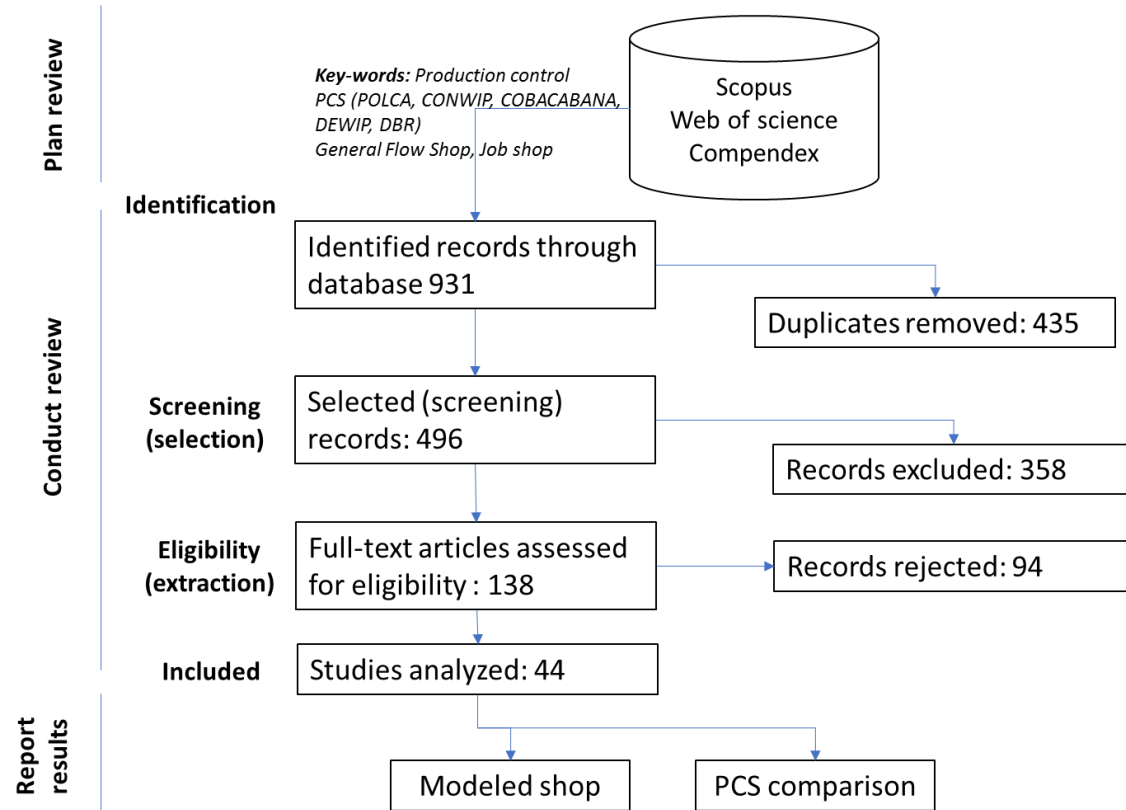 Plan review
Key-words: Production control
PCS (POLCA, CONWIP, COBACABANA,
DEWIP, DBR)
General Flow Shop, Job shop
Scopus
Web of science
Compendex
Conduct review
Identification
Identified records through
database 931
Duplicates removed: 435
Screening
(selection)
Selected (screening)
records: 496
Records excluded: 358
Eligibility
(extraction)
Full-text articles assessed
for eligibility : 138
Records rejected: 94
Included
Studies analyzed: 44
Report
results
Modeled shop
PCS comparison